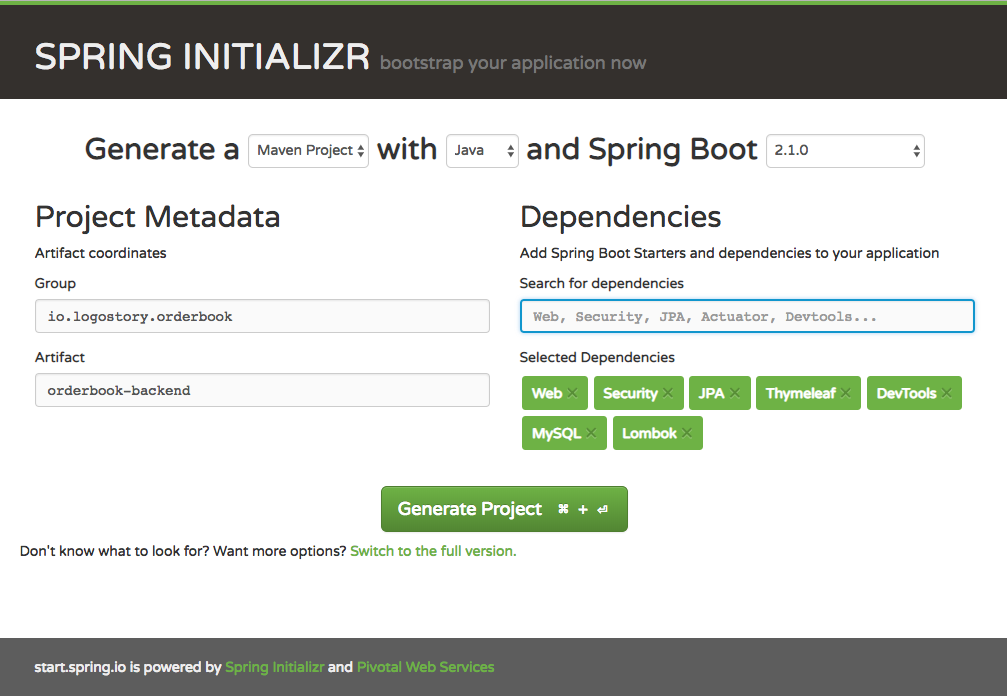 SPRING INITIALIZR bootstrap your application now
Generate a Maven Project with Java and Spring Boot 2.1.0
Project Metadata
Artifact coordinates
Group
io.logostory.orderbook
Artifact
orderbook-backend
Dependencies
Add Spring Boot Starters and dependencies to your application
Search for dependencies
Web, Security, JPA, Actuator, Devtools...
Selected Dependencies
Web × Security × JPA × Thymeleaf × DevTools ×
MySQL × Lombok ×
Generate Project ⌘ + ⏎
Don't know what to look for? Want more options? Switch to the full version.
start.spring.io is powered by Spring Initializr and Pivotal Web Services